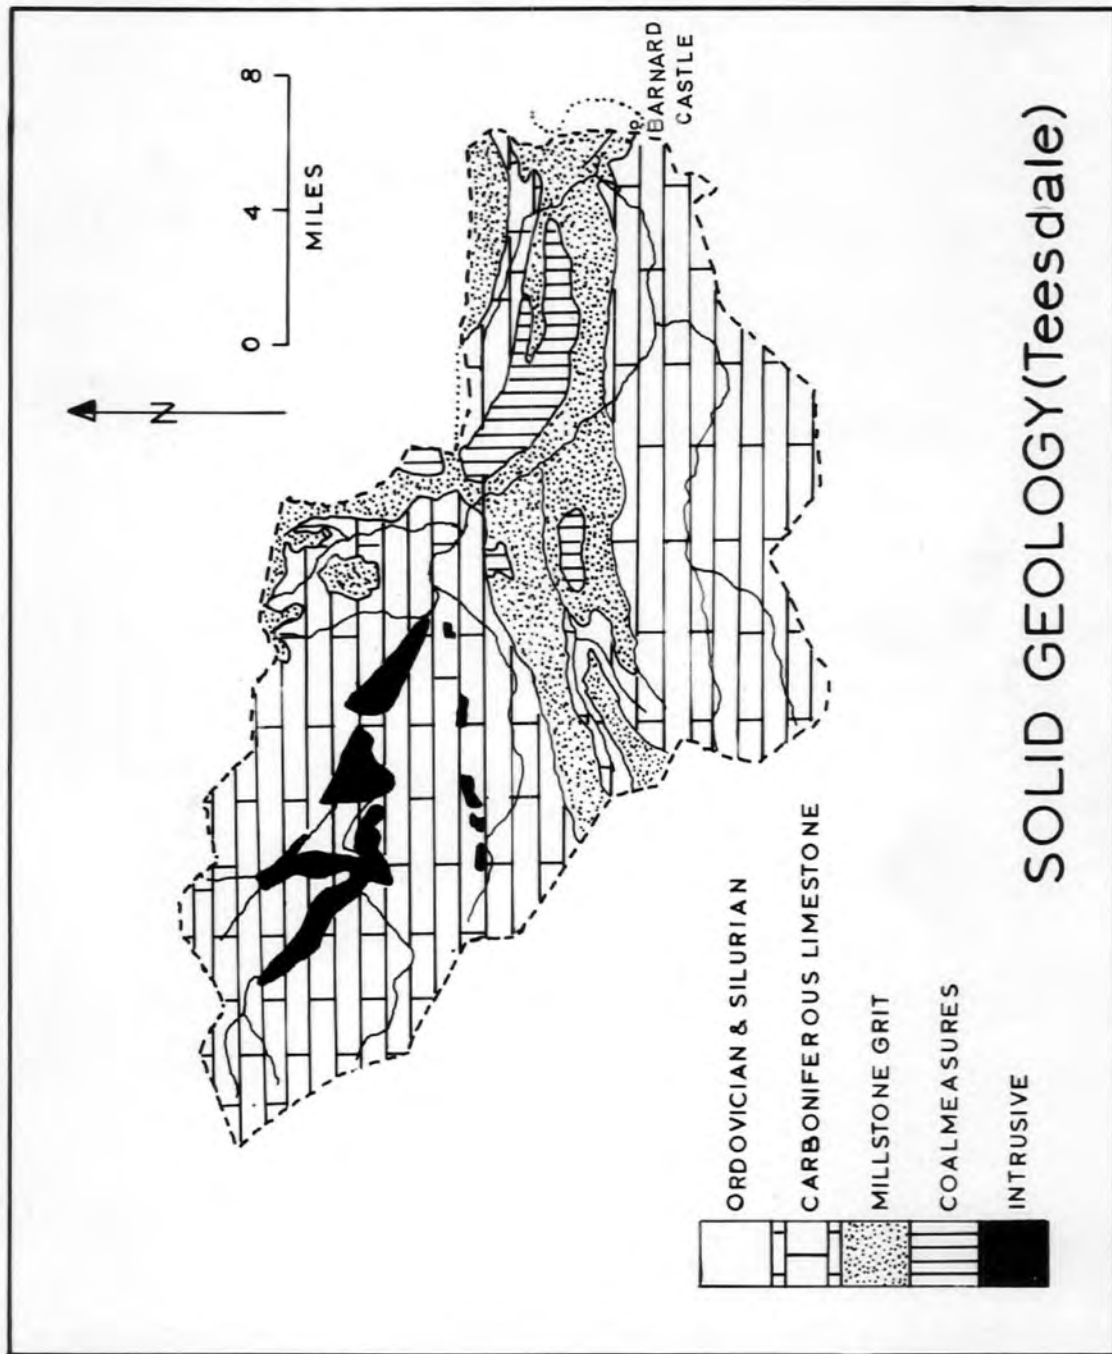 SOLID GEOLOGY (Teesdale)
N
0 4 8
MILES
BARNARD
CASTLE
ORDOVICIAN & SILURIAN
CARBONIFEROUS LIMESTONE
MILLSTONE GRIT
COALMEASURES
INTRUSIVE